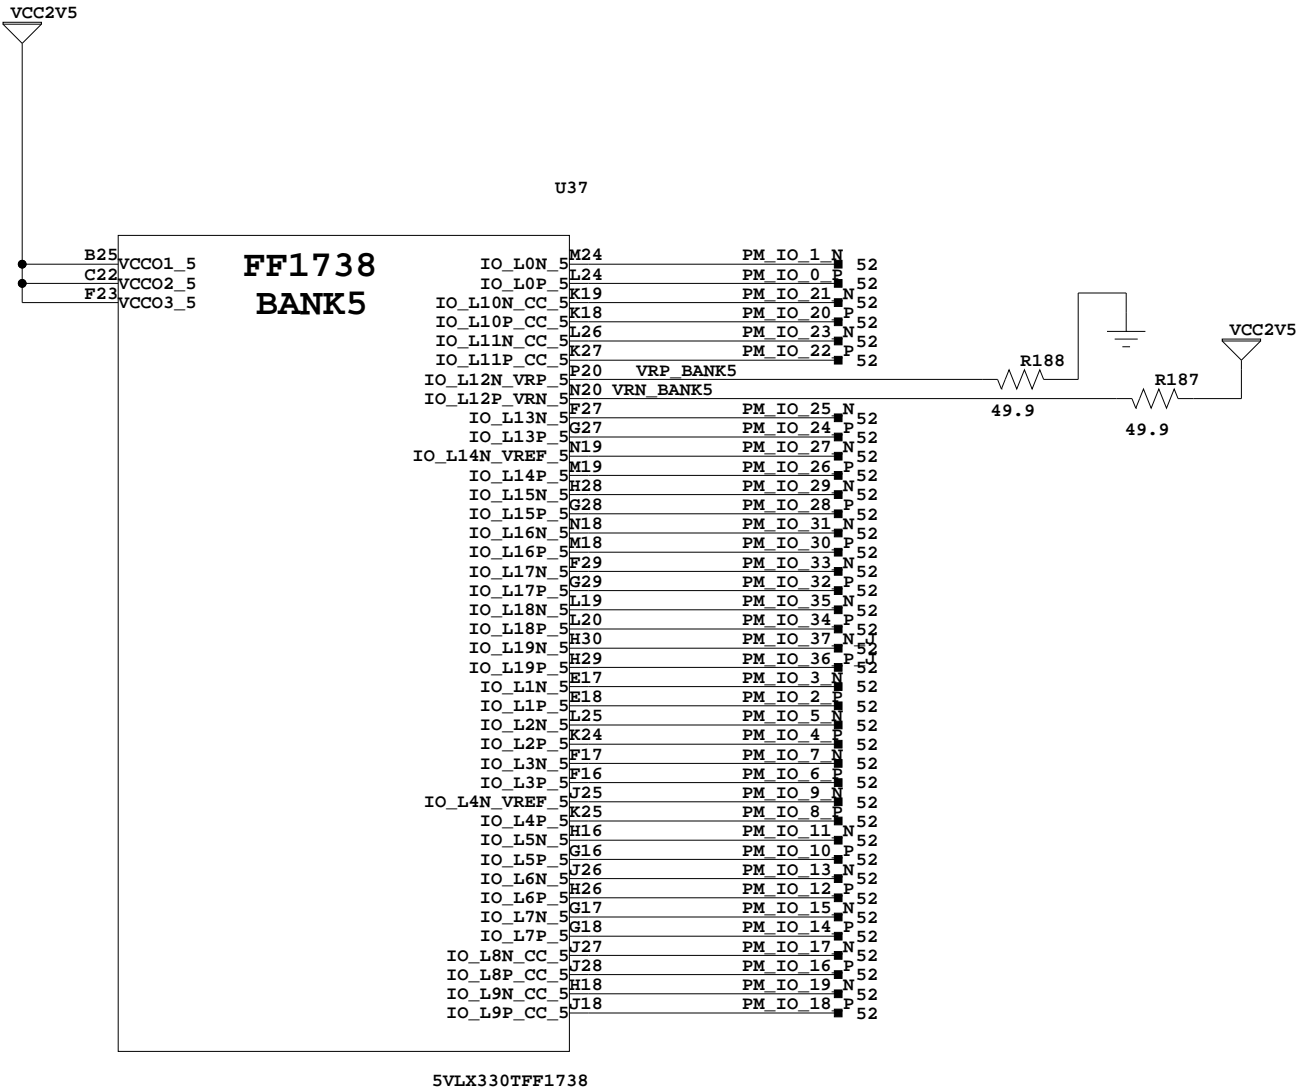 VCC2V5
U37
FF1738
BANK5
B25 VCCO1_5
C22 VCCO2_5
F23 VCCO3_5
IO_L0N_5 M24 PM_IO_1_N 52
IO_L0P_5 L24 PM_IO_0_P 52
IO_L10N_CC_5 K19 PM_IO_21_N 52
IO_L10P_CC_5 K18 PM_IO_20_P 52
IO_L11N_CC_5 L26 PM_IO_23_N 52
IO_L11P_CC_5 K27 PM_IO_22_P 52
IO_L12N_VRP_5 P20 VRP_BANK5 R188 49.9
IO_L12P_VRN_5 N20 VRN_BANK5 R187 49.9 VCC2V5
IO_L13N_5 F27 PM_IO_25_N 52
IO_L13P_5 G27 PM_IO_24_P 52
IO_L14N_VREF_5 N19 PM_IO_27_N 52
IO_L14P_5 M19 PM_IO_26_P 52
IO_L15N_5 H28 PM_IO_29_N 52
IO_L15P_5 G28 PM_IO_28_P 52
IO_L16N_5 N18 PM_IO_31_N 52
IO_L16P_5 M18 PM_IO_30_P 52
IO_L17N_5 F29 PM_IO_33_N 52
IO_L17P_5 G29 PM_IO_32_P 52
IO_L18N_5 L19 PM_IO_35_N 52
IO_L18P_5 L20 PM_IO_34_P 52
IO_L19N_5 H30 PM_IO_37_N_J 52
IO_L19P_5 H29 PM_IO_36_P_J 52
IO_L1N_5 E17 PM_IO_3_N 52
IO_L1P_5 E18 PM_IO_2_P 52
IO_L2N_5 L25 PM_IO_5_N 52
IO_L2P_5 K24 PM_IO_4_P 52
IO_L3N_5 F17 PM_IO_7_N 52
IO_L3P_5 F16 PM_IO_6_P 52
IO_L4N_VREF_5 J25 PM_IO_9_N 52
IO_L4P_5 K25 PM_IO_8_P 52
IO_L5N_5 H16 PM_IO_11_N 52
IO_L5P_5 G16 PM_IO_10_P 52
IO_L6N_5 J26 PM_IO_13_N 52
IO_L6P_5 H26 PM_IO_12_P 52
IO_L7N_5 G17 PM_IO_15_N 52
IO_L7P_5 G18 PM_IO_14_P 52
IO_L8N_CC_5 J27 PM_IO_17_N 52
IO_L8P_CC_5 J28 PM_IO_16_P 52
IO_L9N_CC_5 H18 PM_IO_19_N 52
IO_L9P_CC_5 J18 PM_IO_18_P 52
5VLX330TFF1738